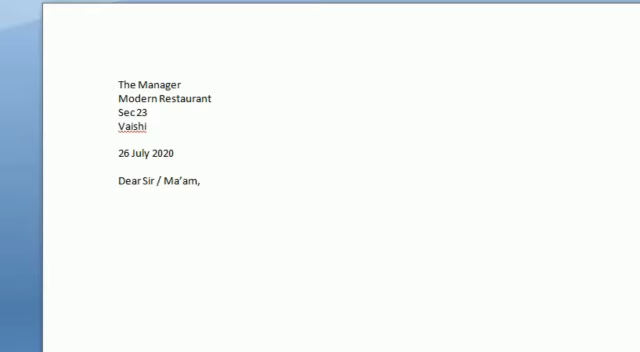 The Manager
Modern Restaurant
Sec 23
Vaishi
26 July 2020
Dear Sir / Ma'am,